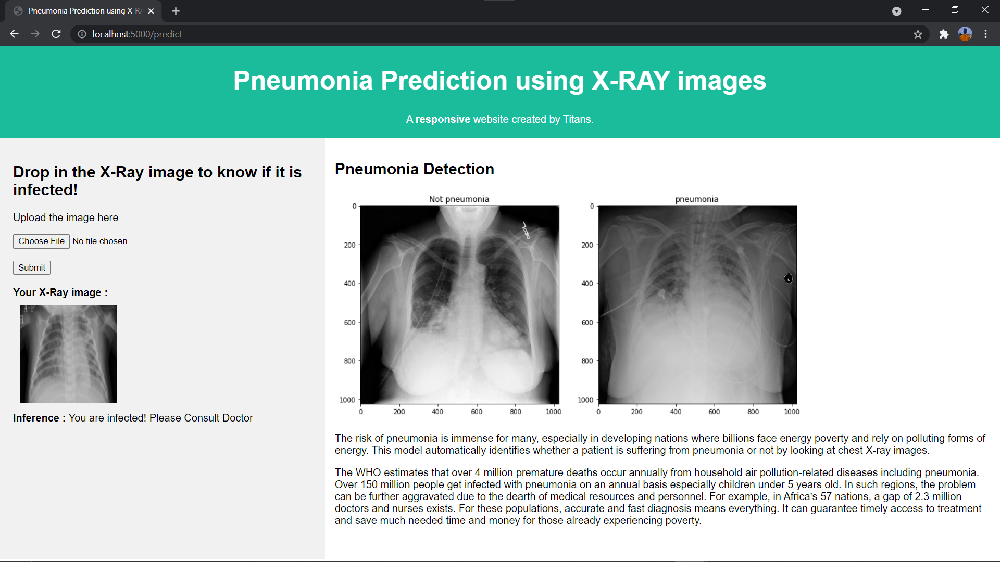 Pneumonia Prediction using X-RA
localhost:5000/predict
Pneumonia Prediction using X-RAY images
A responsive website created by Titans.
Drop in the X-Ray image to know if it is
infected!
Upload the image here
Choose File No file chosen
Submit
Your X-Ray image :
A-P
R
Inference : You are infected! Please Consult Doctor
Pneumonia Detection
Not pneumonia
0
200
400
600
800
1000
0 200 400 600 800 1000
pneumonia
0
200
400
600
800
1000
L
0 200 400 600 800 1000
The risk of pneumonia is immense for many, especially in developing nations where billions face energy poverty and rely on polluting forms of
energy. This model automatically identifies whether a patient is suffering from pneumonia or not by looking at chest X-ray images.
The WHO estimates that over 4 million premature deaths occur annually from household air pollution-related diseases including pneumonia.
Over 150 million people get infected with pneumonia on an annual basis especially children under 5 years old. In such regions, the problem
can be further aggravated due to the dearth of medical resources and personnel. For example, in Africa’s 57 nations, a gap of 2.3 million
doctors and nurses exists. For these populations, accurate and fast diagnosis means everything. It can guarantee timely access to treatment
and save much needed time and money for those already experiencing poverty.